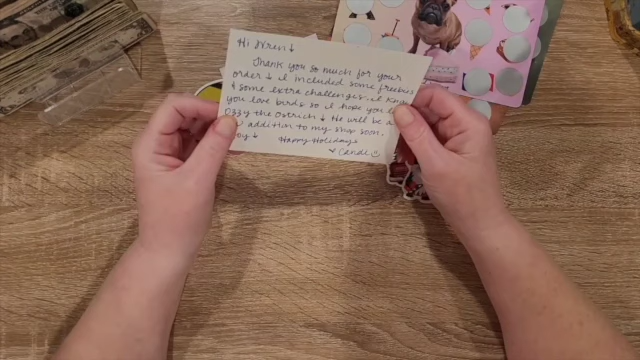 Hi Wren!
Thank you so much for your
order! I included some freebies
& some extra challenges. I know
you love birds so I hope you
Ozzy the Ostrich! He will be a
addition to my shop soon.
Happy Holidays
♥ Candi ☺